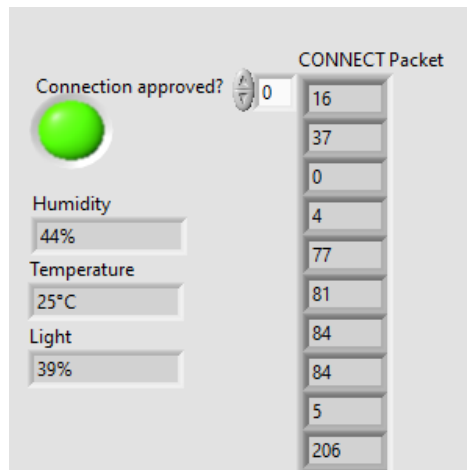 CONNECT Packet
Connection approved?
0
16
37
0
4
77
81
84
84
5
206
Humidity
44%
Temperature
25°C
Light
39%